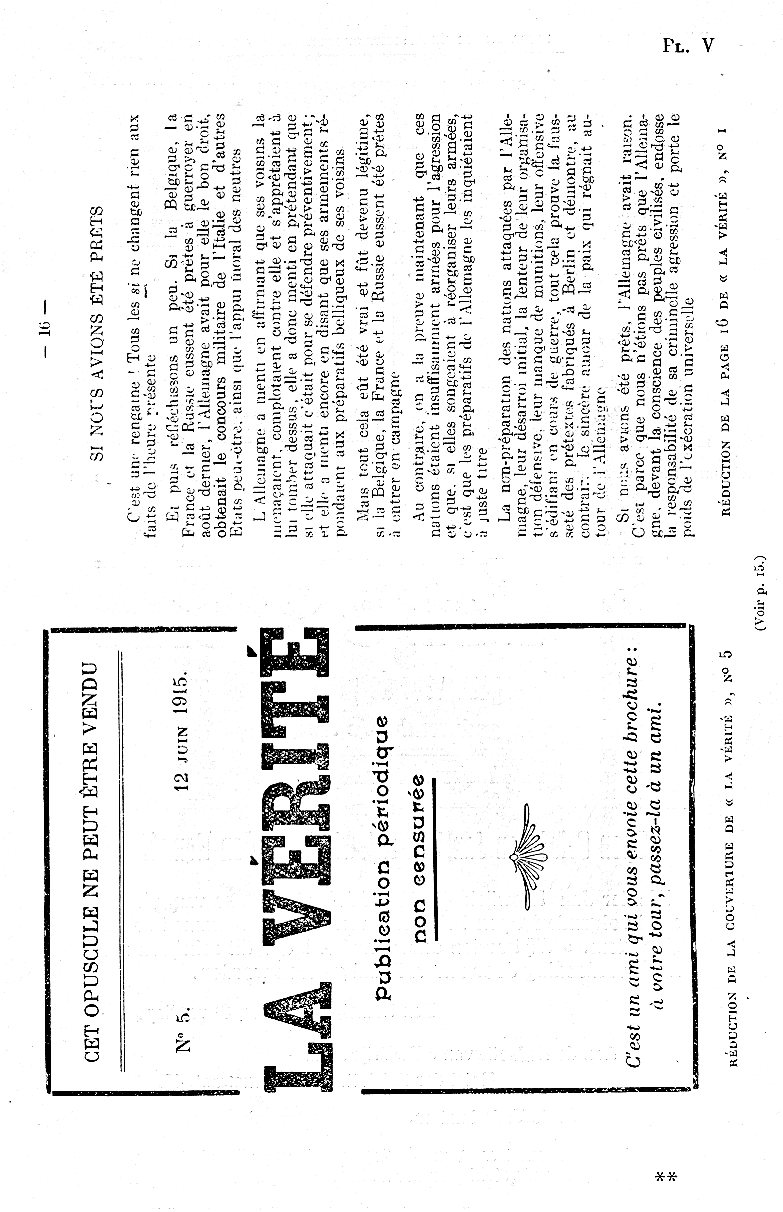 PL. V
CET OPUSCULE NE PEUT ÊTRE VENDU
N° 5. 12 JUIN 1915.
LA VÉRITÉ
Publication périodique
non censurée
C'est un ami qui vous envoie cette brochure :
à votre tour, passez-la à un ami.
RÉDUCTION DE LA COUVERTURE DE « LA VÉRITÉ », N° 5
— 16 —
SI NOUS AVIONS ÉTÉ PRÊTS
C'est une rengaine ! Tous les si ne changent rien aux
faits de l'heure présente
Et puis réfléchissons un peu. Si la Belgique, la
France et la Russie eussent été prêtes à guerroyer en
août dernier, l'Allemagne avait pour elle le bon droit,
obtenait le concours militaire de l'Italie et d'autres
Etats peut-être, ainsi que l'appui moral des neutres
L'Allemagne a menti en affirmant que ses voisins la
menaçaient, complotaient contre elle et s'apprêtaient à
lui tomber dessus, elle a donc menti en prétendant que
si elle attaquait c'était pour se défendre préventivement;
et elle a menti encore en disant que ses armements ré-
pondaient aux préparatifs belliqueux de ses voisins
Mais tout cela eût été vrai et fût devenu légitime,
si la Belgique, la France et la Russie eussent été prêtes
à entrer en campagne
Au contraire, on a la preuve maintenant que ces
nations étaient insuffisamment armées pour l'agression
et que, si elles songeaient à réorganiser leurs armées,
c'est que les préparatifs de l'Allemagne les inquiétaient
à juste titre
La non-préparation des nations attaquées par l'Alle-
magne, leur désarroi initial, la lenteur de leur organisa-
tion défensive, leur manque de munitions, leur offensive
s'édifiant en cours de guerre, tout cela prouve la faus-
seté des prétextes fabriqués à Berlin et démontre, au
contraire, le sincère amour de la paix qui régnait au-
tour de l'Allemagne
Si nous avions été prêts, l'Allemagne avait raison.
C'est parce que nous n'étions pas prêts que l'Allema-
gne, devant la conscience des peuples civilisés, endosse
la responsabilité de sa criminelle agression et porte le
poids de l'exécration universelle
RÉDUCTION DE LA PAGE 16 DE « LA VÉRITÉ », N° 1
(Voir p. 15.)
**